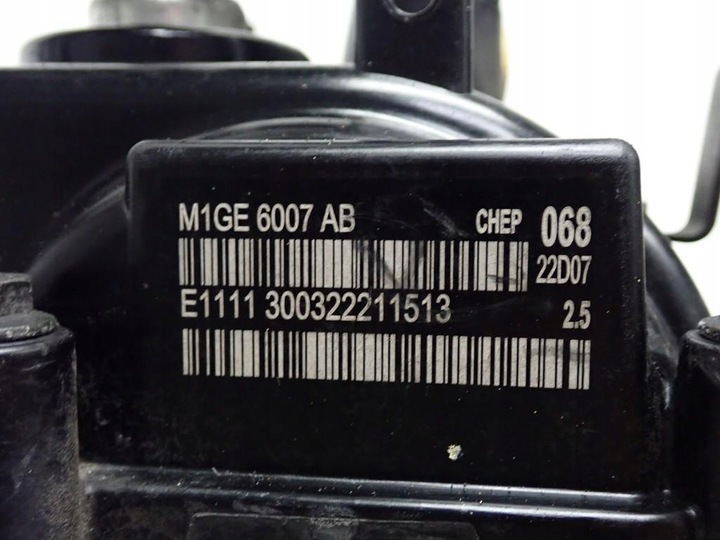 M1GE 6007 AB CHEP 068
22D07
E1111 300322211513 2.5